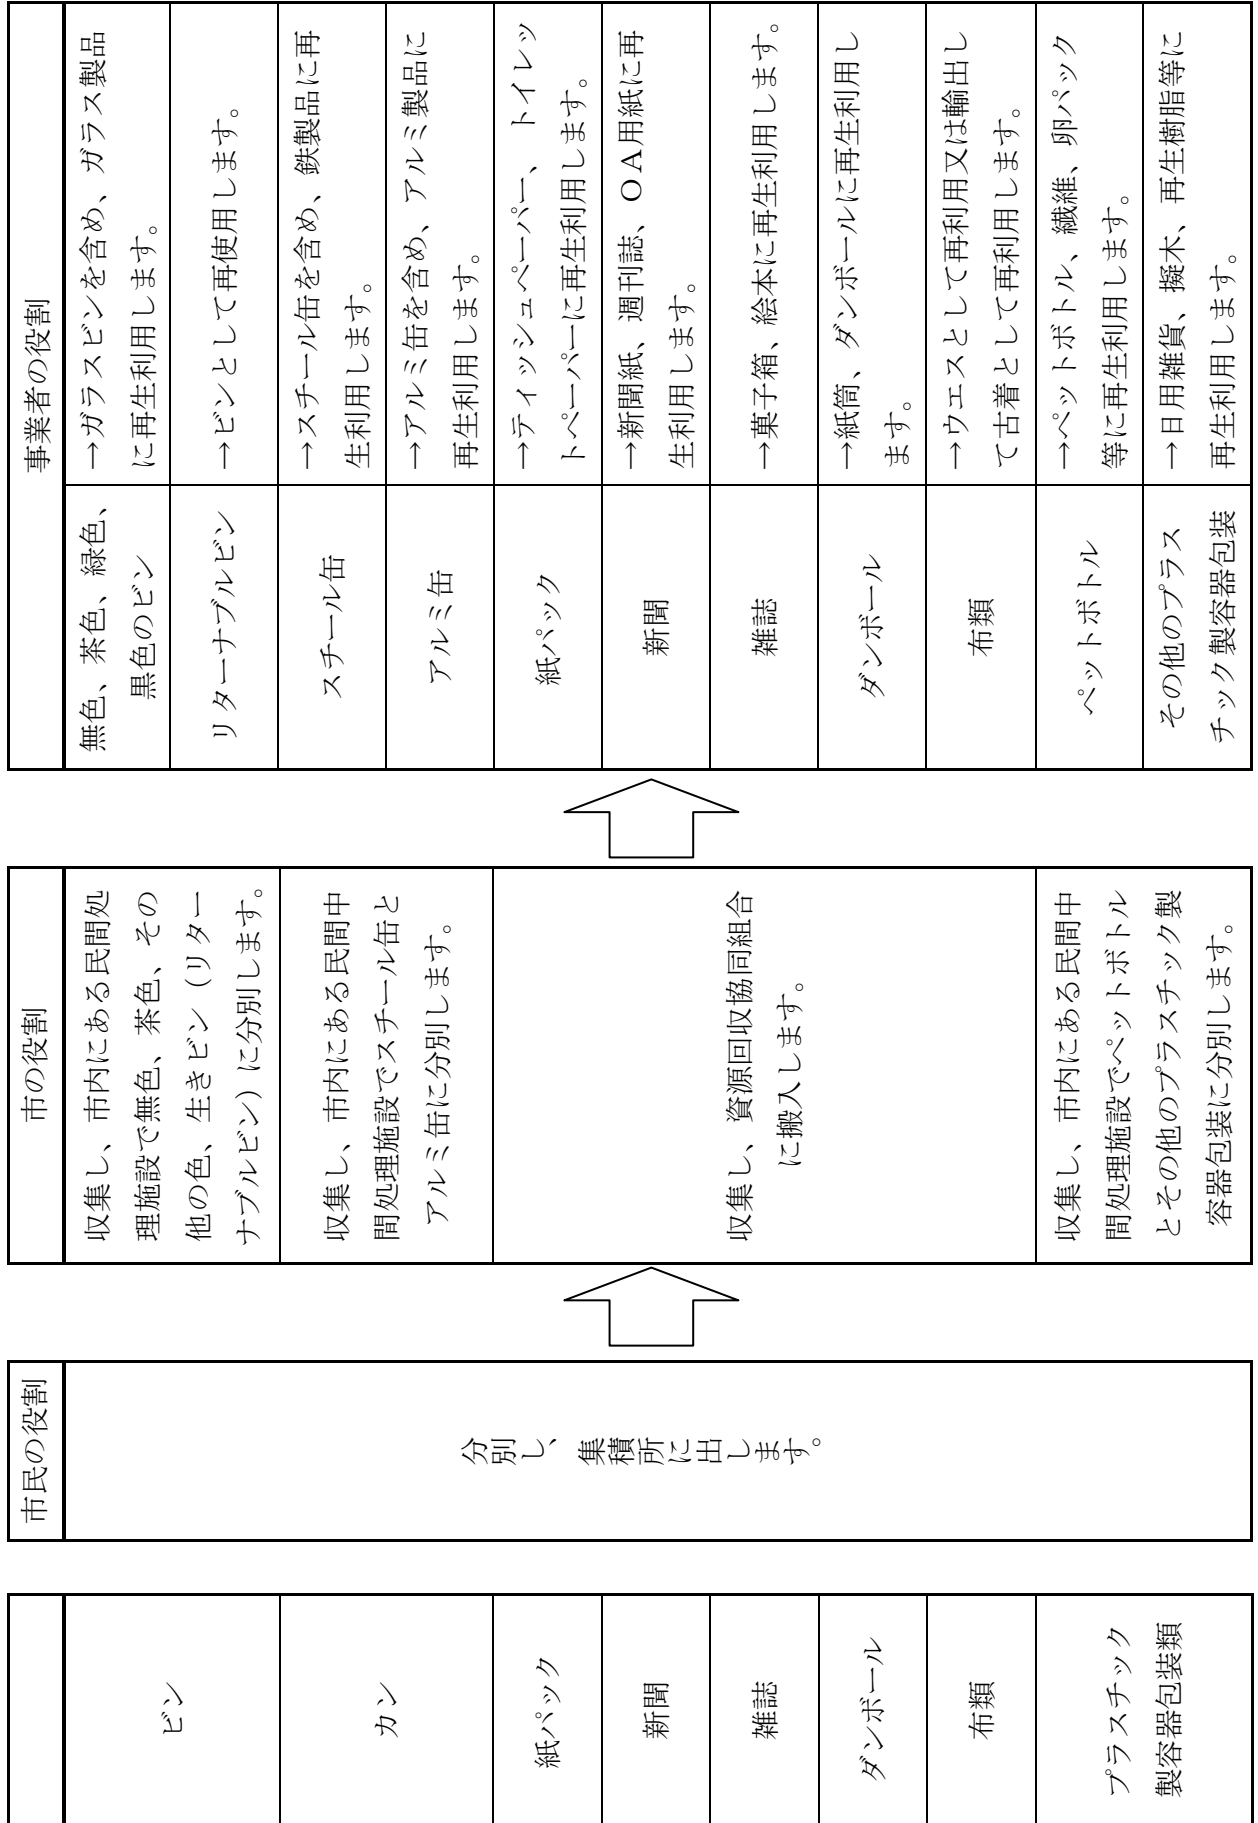 市民の役割
市の役割
事業者の役割
ビン
分別し、集積所に出します。
収集し、市内にある民間処
理施設で無色、茶色、その
他の色、生きビン（リター
ナブルビン）に分別します。
無色、茶色、緑色、
黒色のビン
→ガラスビンを含め、ガラス製品
に再生利用します。
リターナブルビン
→ビンとして再使用します。
カン
収集し、市内にある民間中
間処理施設でスチール缶と
アルミ缶に分別します。
スチール缶
→スチール缶を含め、鉄製品に再
生利用します。
アルミ缶
→アルミ缶を含め、アルミ製品に
再生利用します。
紙パック
収集し、資源回収協同組合
に搬入します。
紙パック
→ティッシュペーパー、トイレッ
トペーパーに再生利用します。
新聞
新聞
→新聞紙、週刊誌、ＯＡ用紙に再
生利用します。
雑誌
雑誌
→菓子箱、絵本に再生利用します。
ダンボール
ダンボール
→紙筒、ダンボールに再生利用し
ます。
布類
布類
→ウエスとして再利用又は輸出し
て古着として再利用します。
プラスチック
製容器包装類
収集し、市内にある民間中
間処理施設でペットボトル
とその他のプラスチック製
容器包装に分別します。
ペットボトル
→ペットボトル、繊維、卵パック
等に再生利用します。
その他のプラス
チック製容器包装
→日用雑貨、擬木、再生樹脂等に
再生利用します。